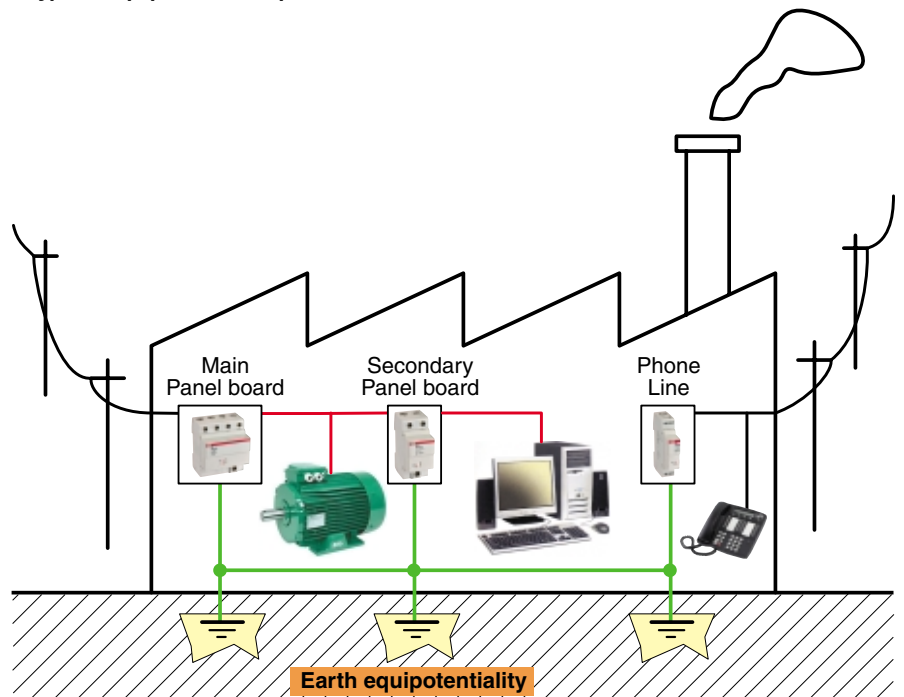 Main
Panel board
Secondary
Panel board
Phone
Line
Earth equipotentiality